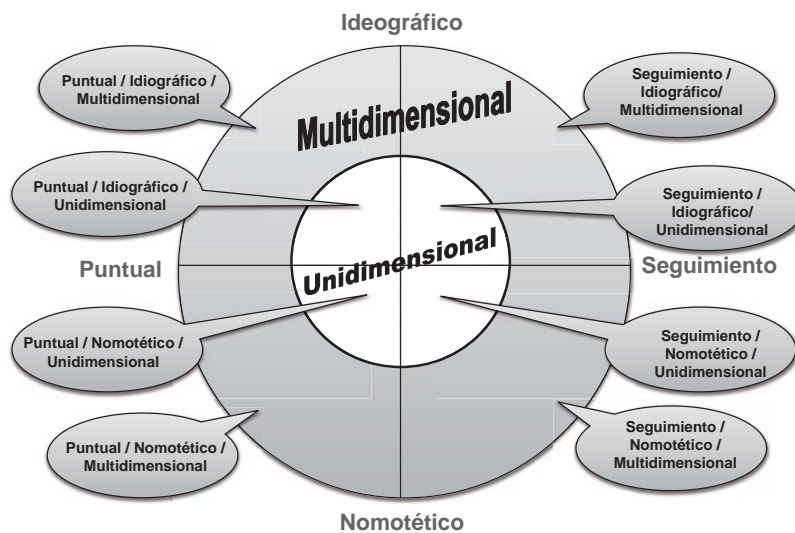 Ideográfico
Puntual / Idiográfico /
Multidimensional
Seguimiento /
Idiográfico/
Multidimensional
Multidimensional
Puntual / Idiográfico /
Unidimensional
Seguimiento /
Idiográfico/
Unidimensional
Unidimensional
Puntual
Seguimiento
Puntual / Nomotético /
Unidimensional
Seguimiento /
Nomotético /
Unidimensional
Puntual / Nomotético /
Multidimensional
Seguimiento /
Nomotético /
Multidimensional
Nomotético